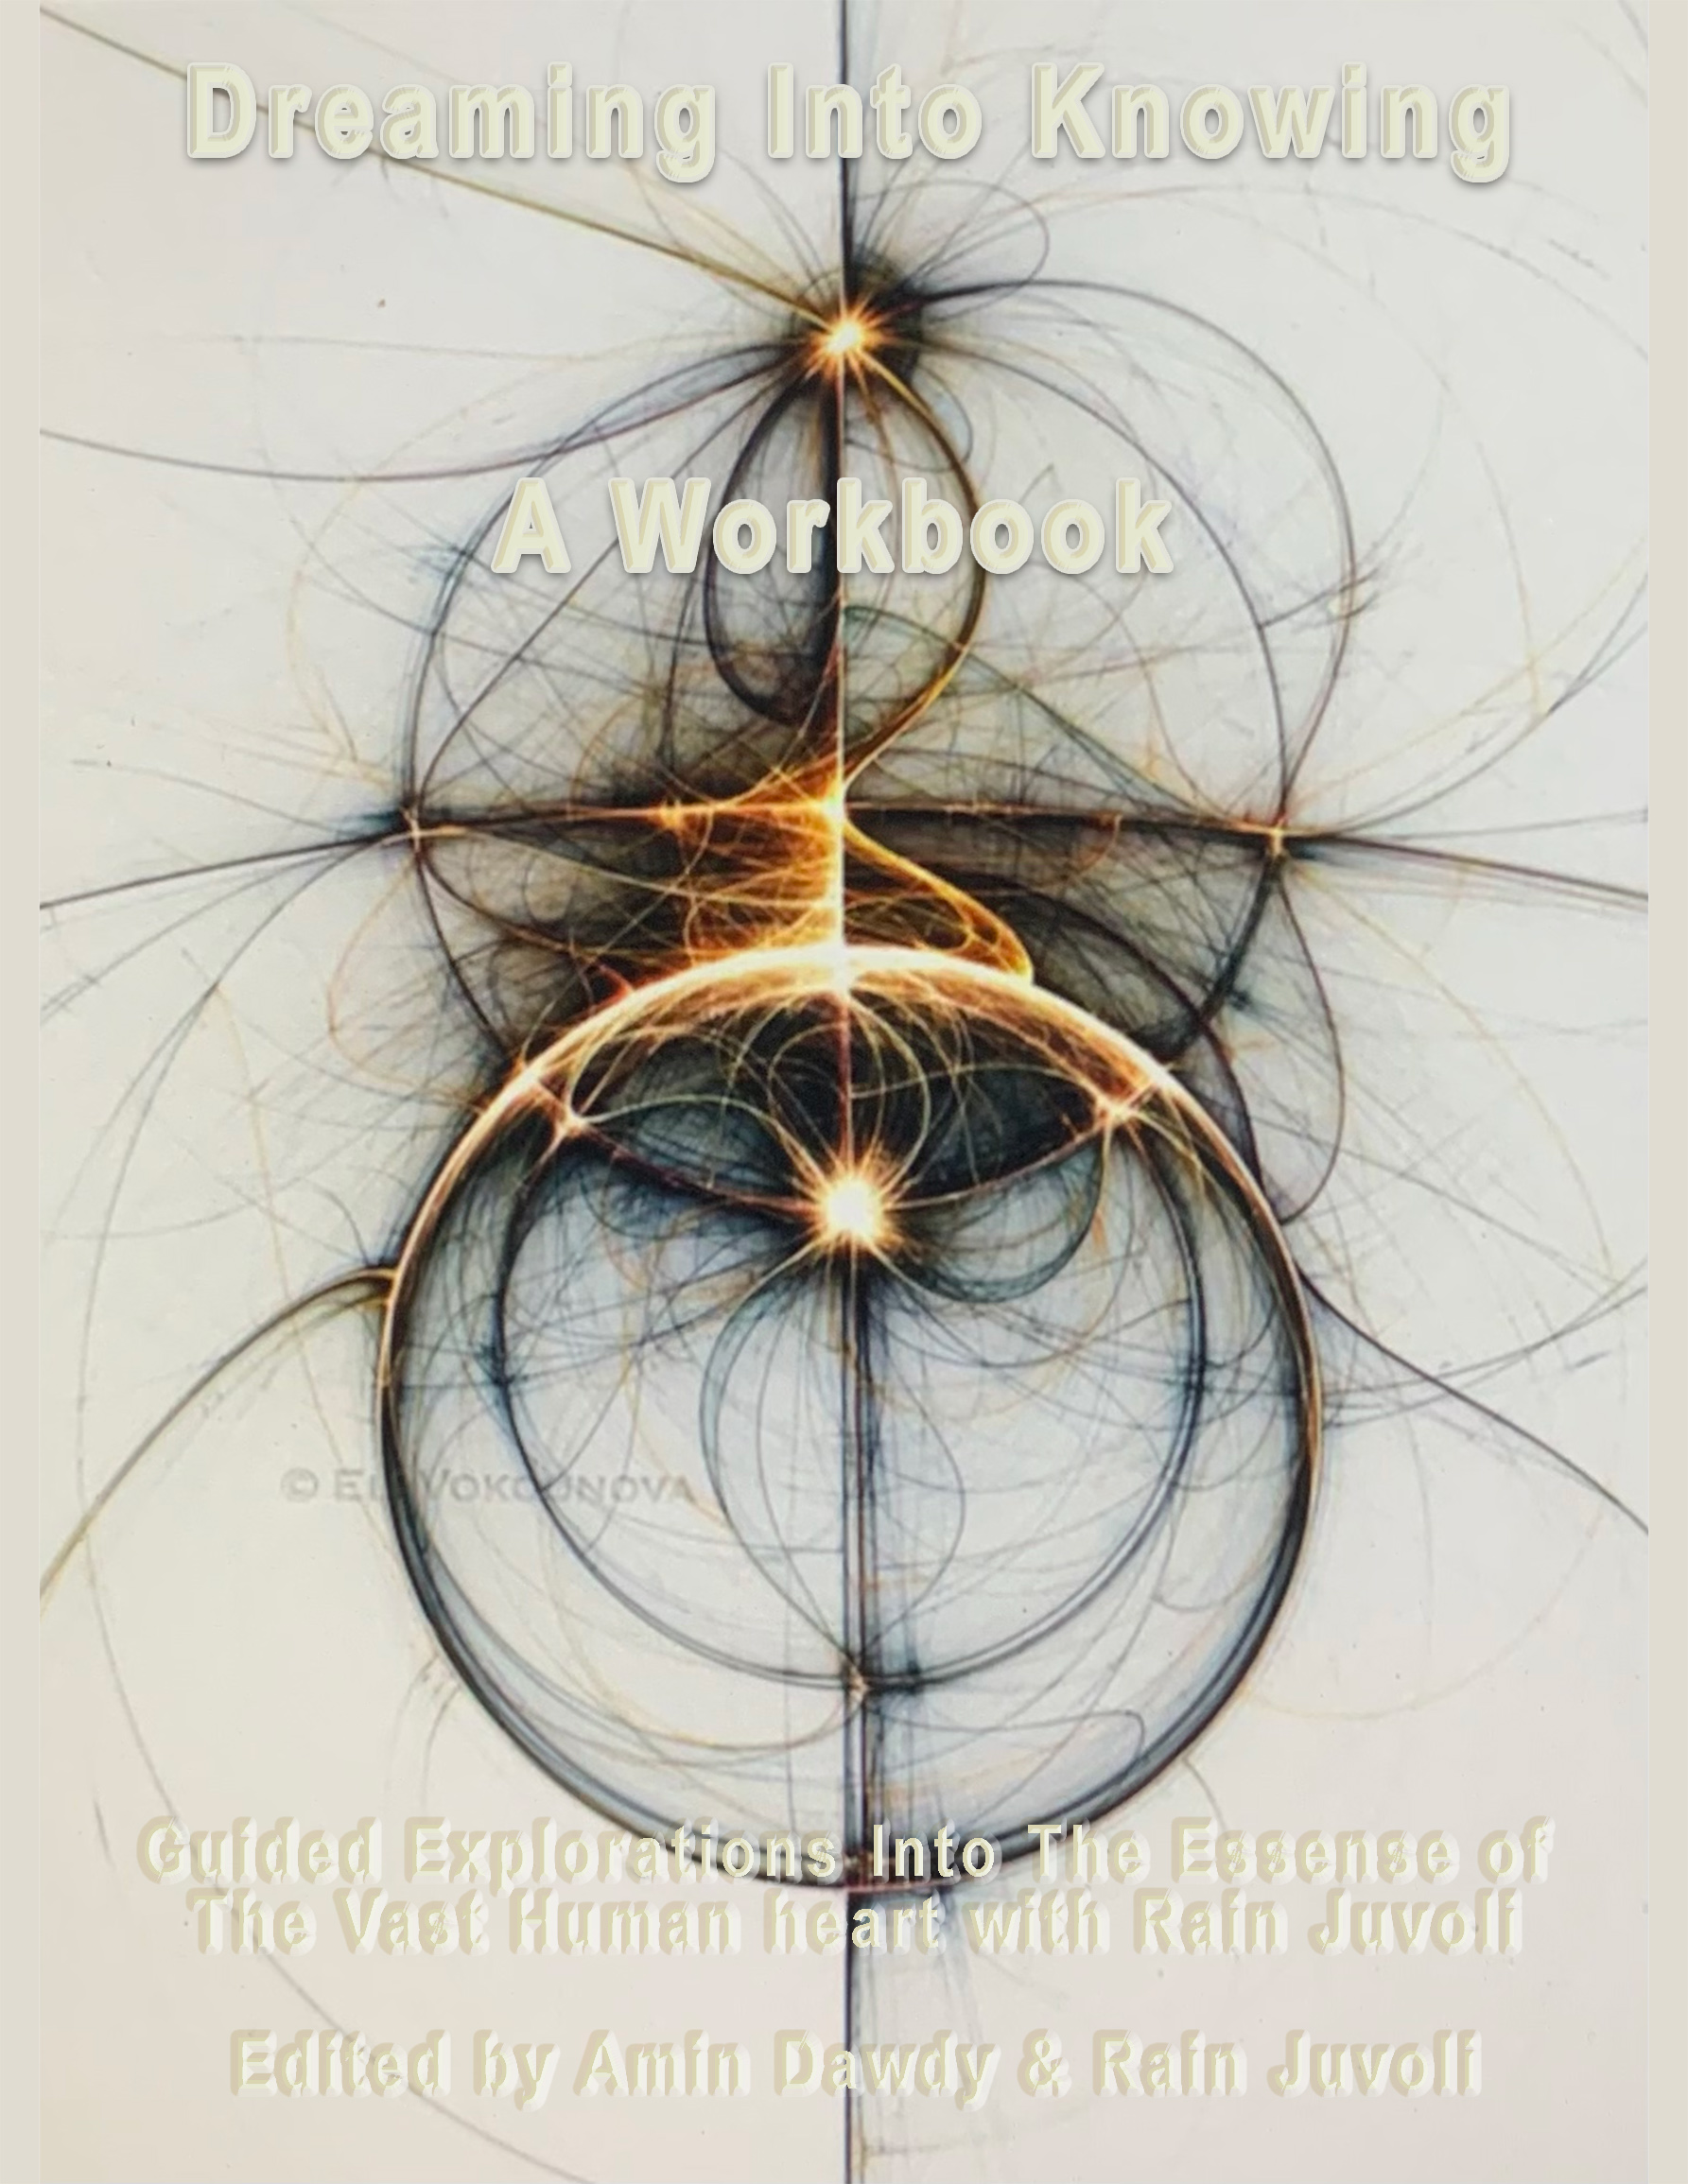 Dreaming Into Knowing
A Workbook
©
Guided Explorations Into The Essense of
The Vast Human heart with Rain Juvoli
Edited by Amin Dawdy & Rain Juvoli